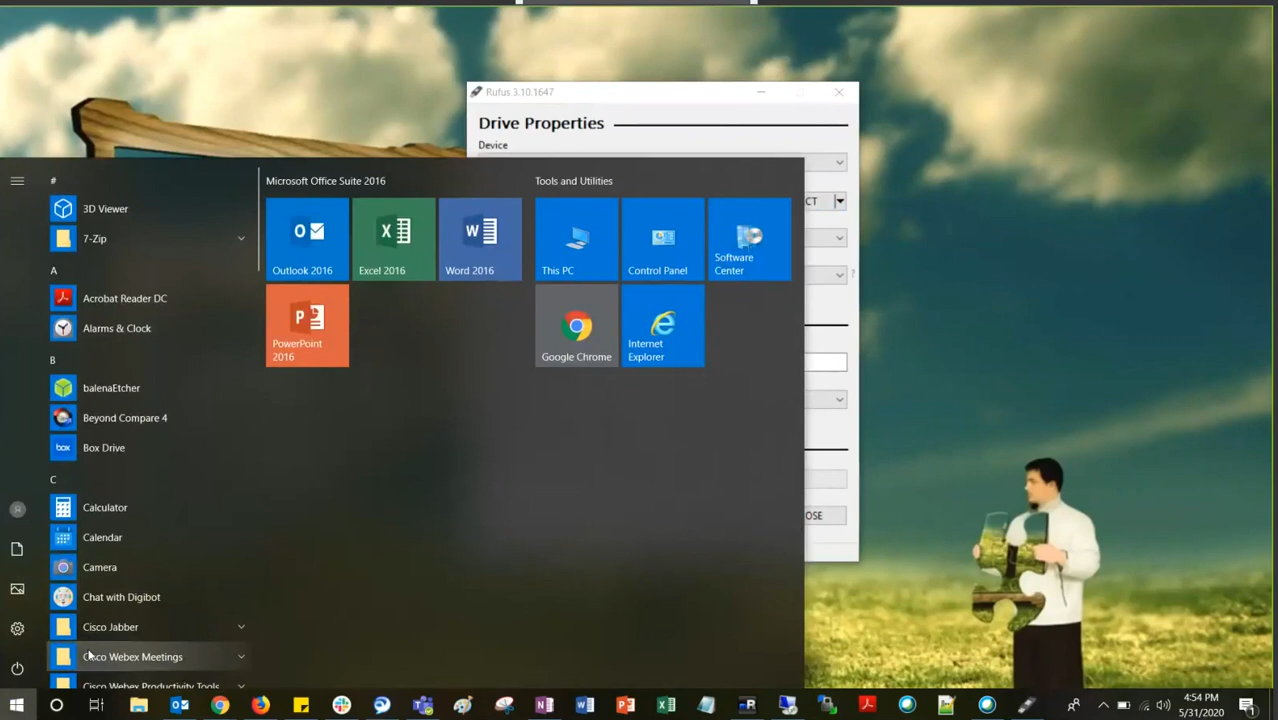 Rufus 3.10.1647
Drive Properties
Device
CT
?
OSE
#
3D Viewer
7-Zip
A
Acrobat Reader DC
Alarms & Clock
B
balenaEtcher
Beyond Compare 4
box
Box Drive
C
Calculator
Calendar
Camera
Chat with Digibot
Cisco Jabber
Cisco Webex Meetings
Cisco Webex Productivity Tools
Microsoft Office Suite 2016
Outlook 2016
Excel 2016
Word 2016
PowerPoint
2016
Tools and Utilities
This PC
Control Panel
Software
Center
Google Chrome
Internet
Explorer
4:54 PM
5/31/2020
1